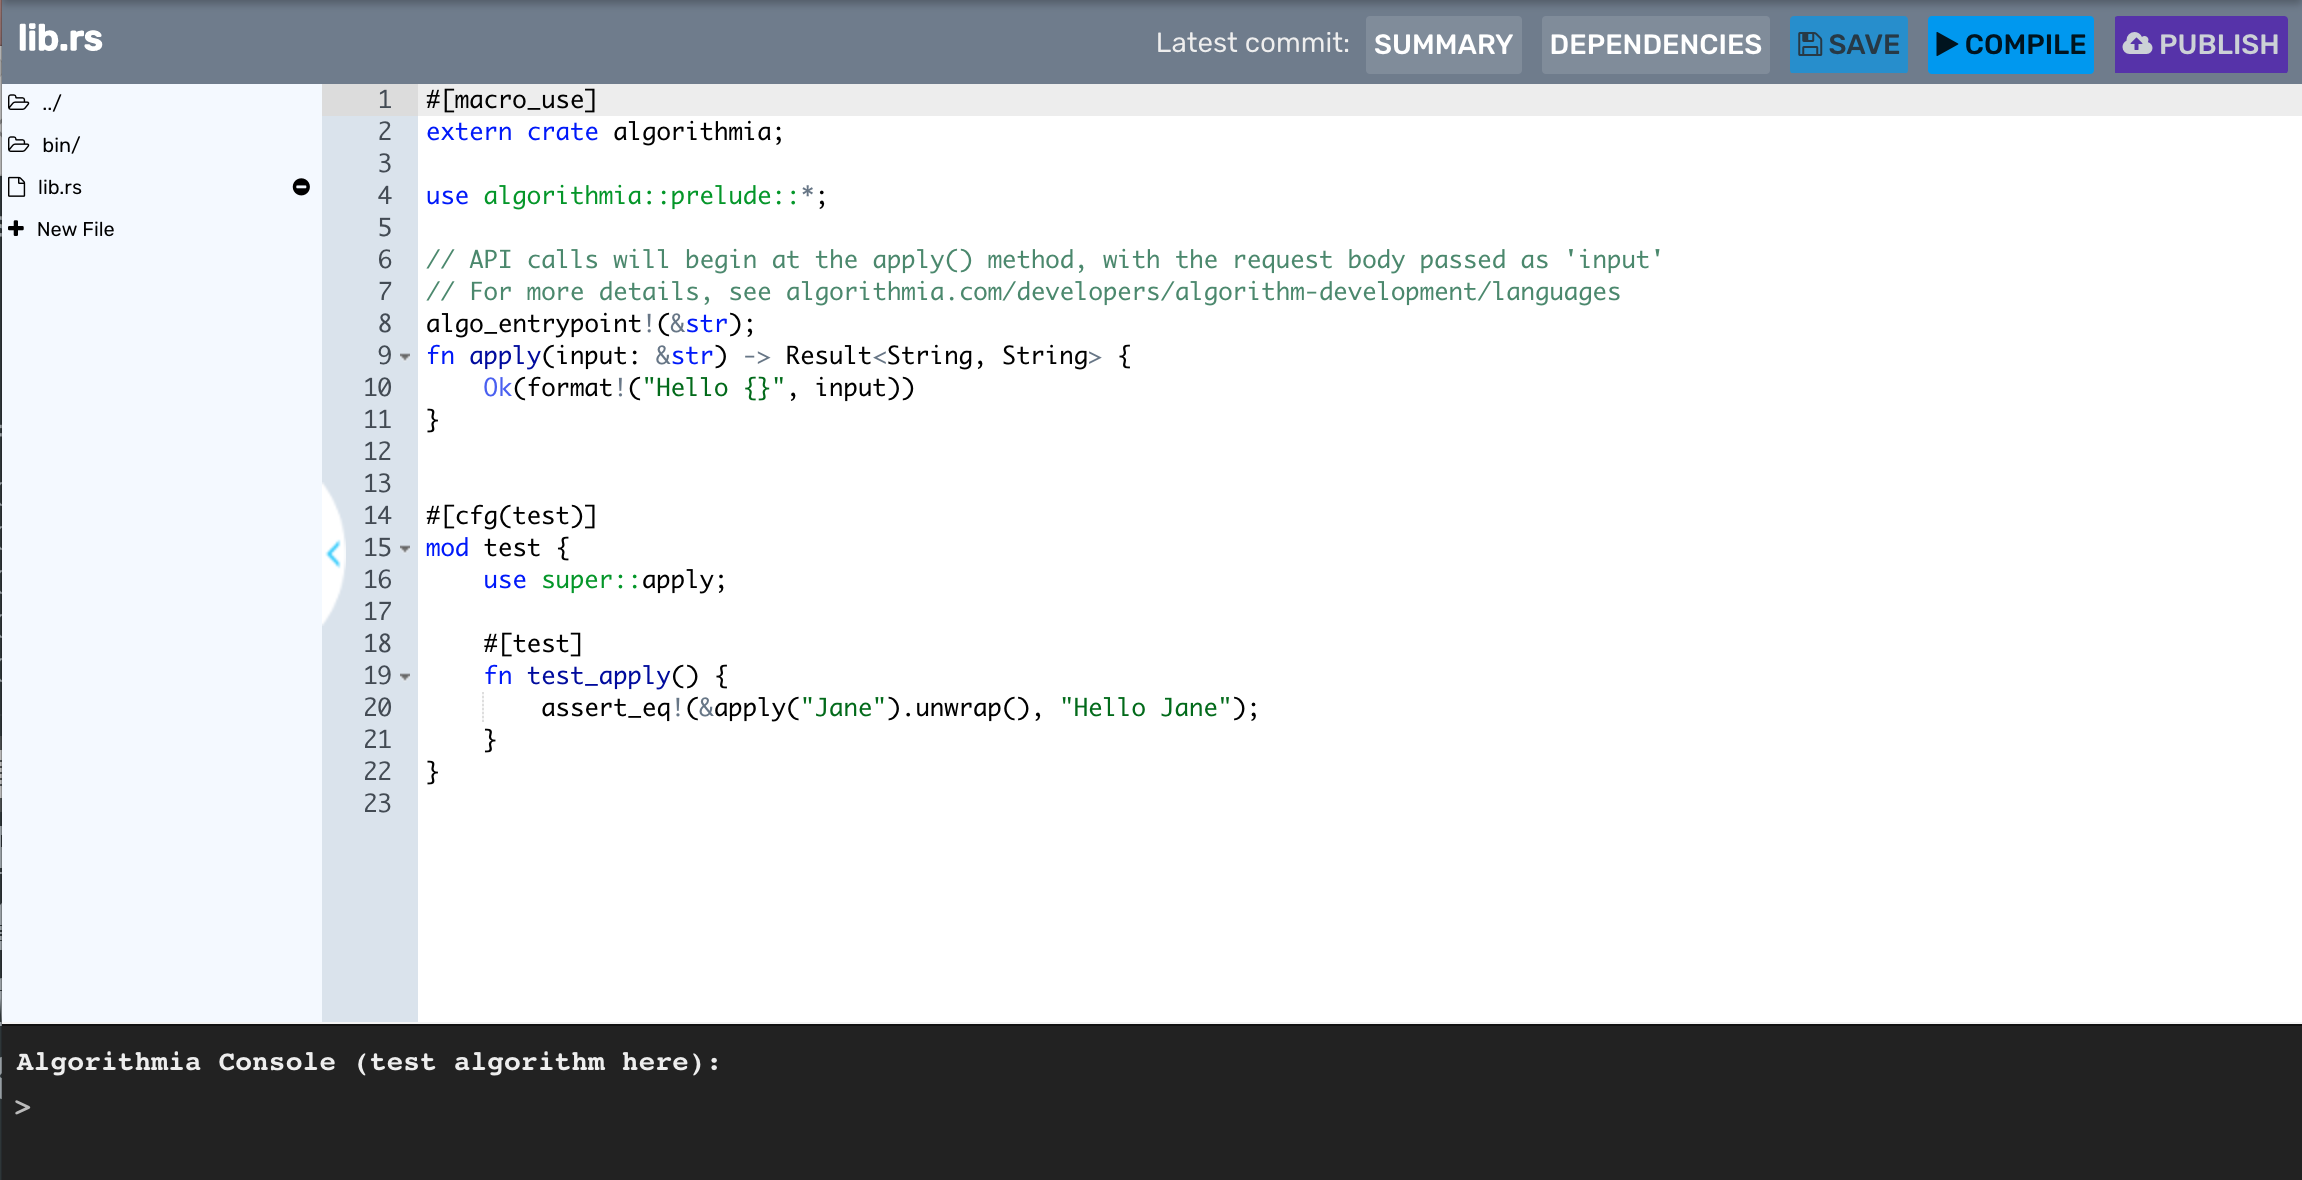 lib.rs
Latest commit: SUMMARY DEPENDENCIES SAVE COMPILE PUBLISH
../
bin/
lib.rs
New File
1 #[macro_use]
2 extern crate algorithmia;
3
4 use algorithmia::prelude::*;
5
6 // API calls will begin at the apply() method, with the request body passed as 'input'
7 // For more details, see algorithmia.com/developers/algorithm-development/languages
8 algo_entrypoint!(&str);
9 fn apply(input: &str) -> Result<String, String> {
10     Ok(format!("Hello {}", input))
11 }
12
13
14 #[cfg(test)]
15 mod test {
16     use super::apply;
17
18     #[test]
19     fn test_apply() {
20         assert_eq!(&apply("Jane").unwrap(), "Hello Jane");
21     }
22 }
23
Algorithmia Console (test algorithm here):
>